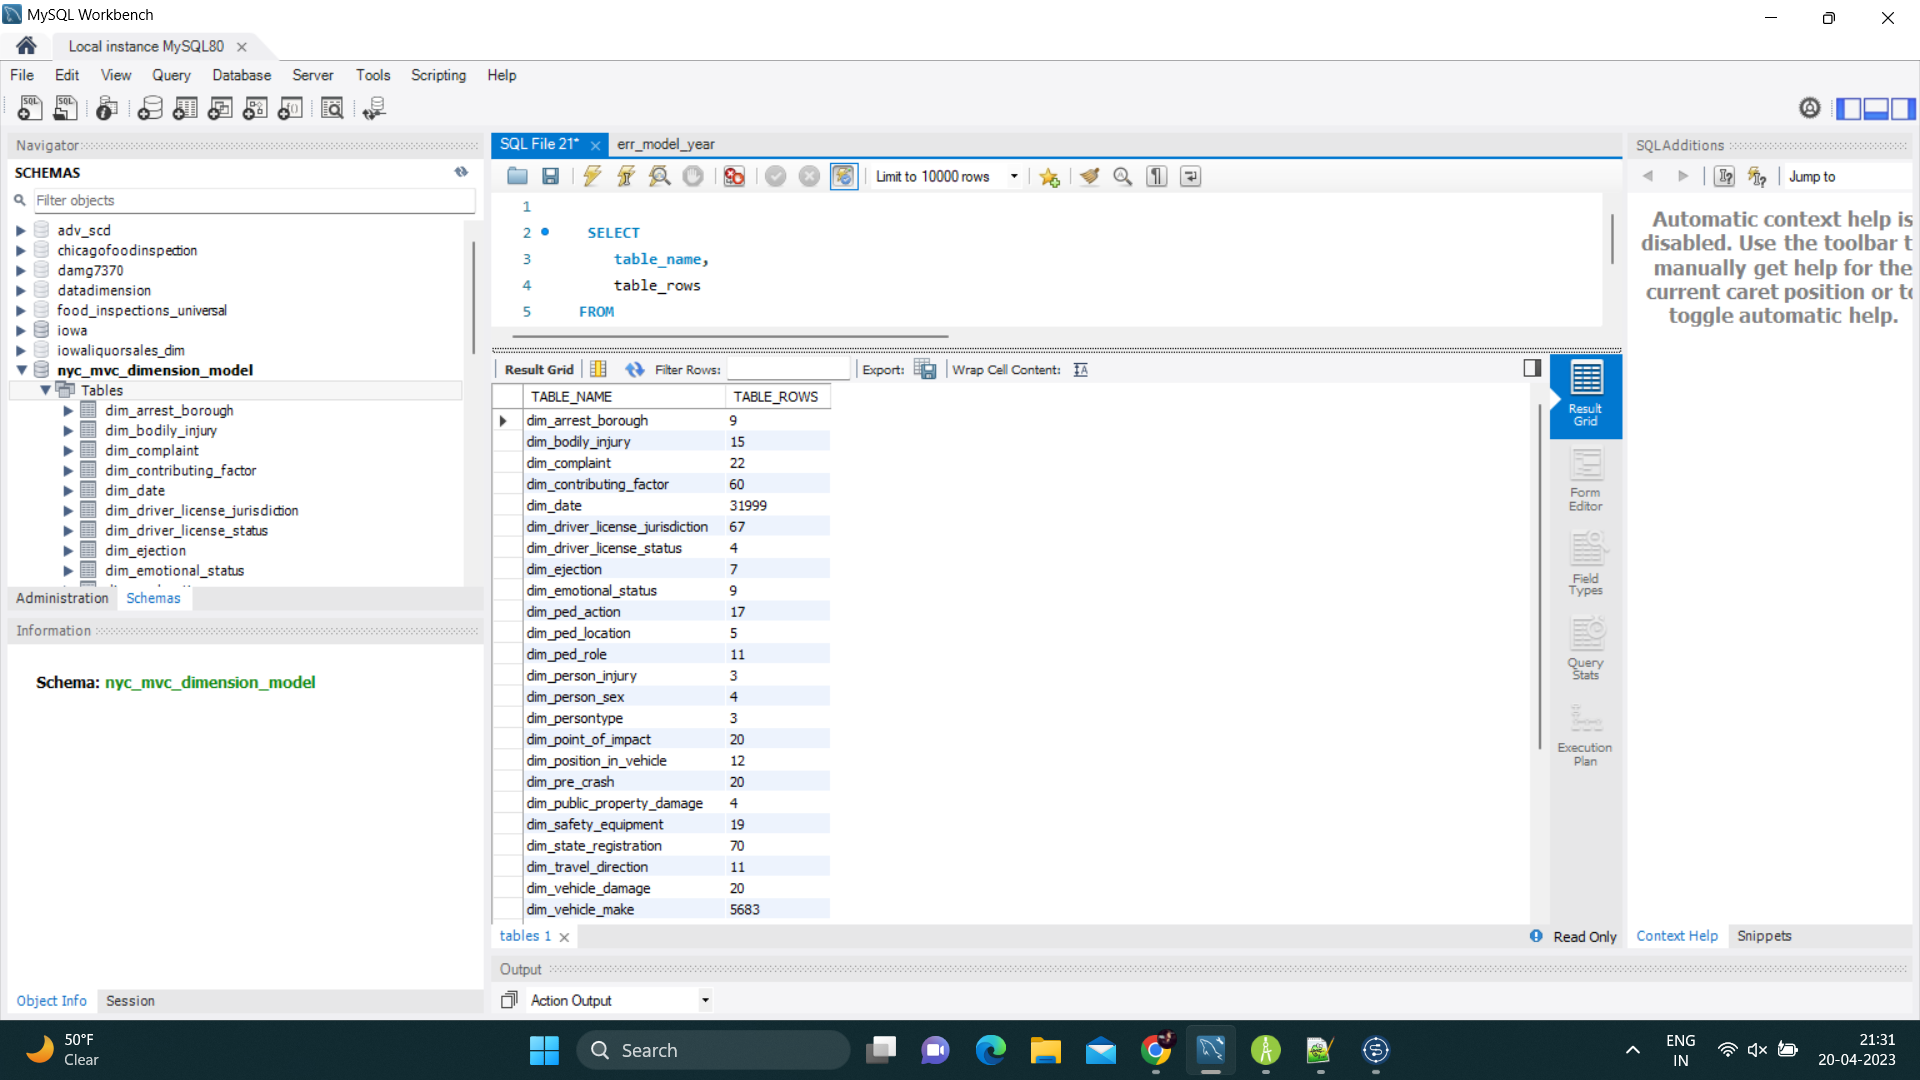 MySQL Workbench
Local instance MySQL80
File Edit View Query Database Server Tools Scripting Help
Navigator
SCHEMAS
Filter objects
adv_scd
chicagofoodinspection
damg7370
datadimension
food_inspections_universal
iowa
iowaliquorsales_dim
nyc_mvc_dimension_model
Tables
dim_arrest_borough
dim_bodily_injury
dim_complaint
dim_contributing_factor
dim_date
dim_driver_license_jurisdiction
dim_driver_license_status
dim_ejection
dim_emotional_status
Administration Schemas
Information
Schema: nyc_mvc_dimension_model
Object Info Session
SQL File 21* err_model_year
Limit to 10000 rows
1
2 SELECT
3 table_name,
4 table_rows
5 FROM
Result Grid Filter Rows: Export: Wrap Cell Content:
TABLE_NAME TABLE_ROWS
dim_arrest_borough 9
dim_bodily_injury 15
dim_complaint 22
dim_contributing_factor 60
dim_date 31999
dim_driver_license_jurisdiction 67
dim_driver_license_status 4
dim_ejection 7
dim_emotional_status 9
dim_ped_action 17
dim_ped_location 5
dim_ped_role 11
dim_person_injury 3
dim_person_sex 4
dim_persontype 3
dim_point_of_impact 20
dim_position_in_vehicle 12
dim_pre_crash 20
dim_public_property_damage 4
dim_safety_equipment 19
dim_state_registration 70
dim_travel_direction 11
dim_vehicle_damage 20
dim_vehicle_make 5683
tables 1
Read Only
Result
Grid
Form
Editor
Field
Types
Query
Stats
Execution
Plan
Output
Action Output
SQLAdditions
Jump to
Automatic context help is
disabled. Use the toolbar t
manually get help for the
current caret position or to
toggle automatic help.
Context Help Snippets
50°F
Clear
Search
ENG
IN
21:31
20-04-2023